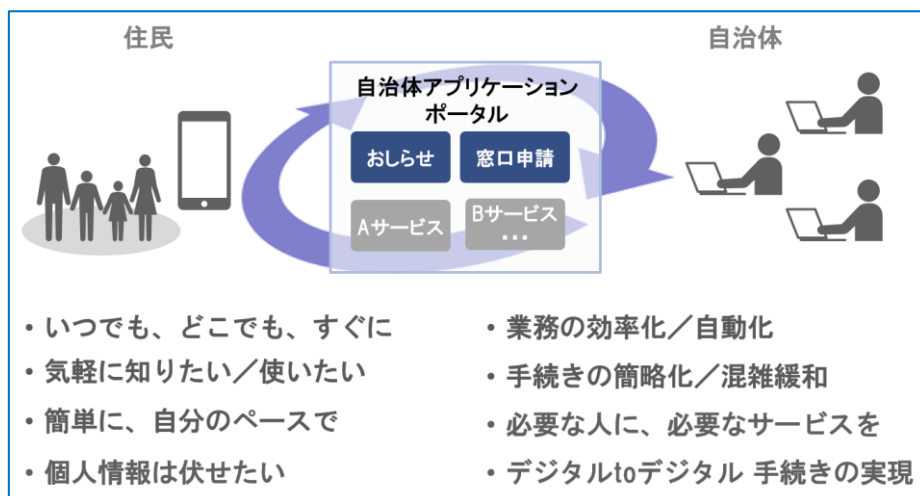 住民
自治体
自治体アプリケーション
ポータル
おしらせ
窓口申請
Aサービス
Bサービス
...
・いつでも、どこでも、すぐに
・気軽に知りたい／使いたい
・簡単に、自分のペースで
・個人情報は伏せたい
・業務の効率化／自動化
・手続きの簡略化／混雑緩和
・必要な人に、必要なサービスを
・デジタルtoデジタル 手続きの実現